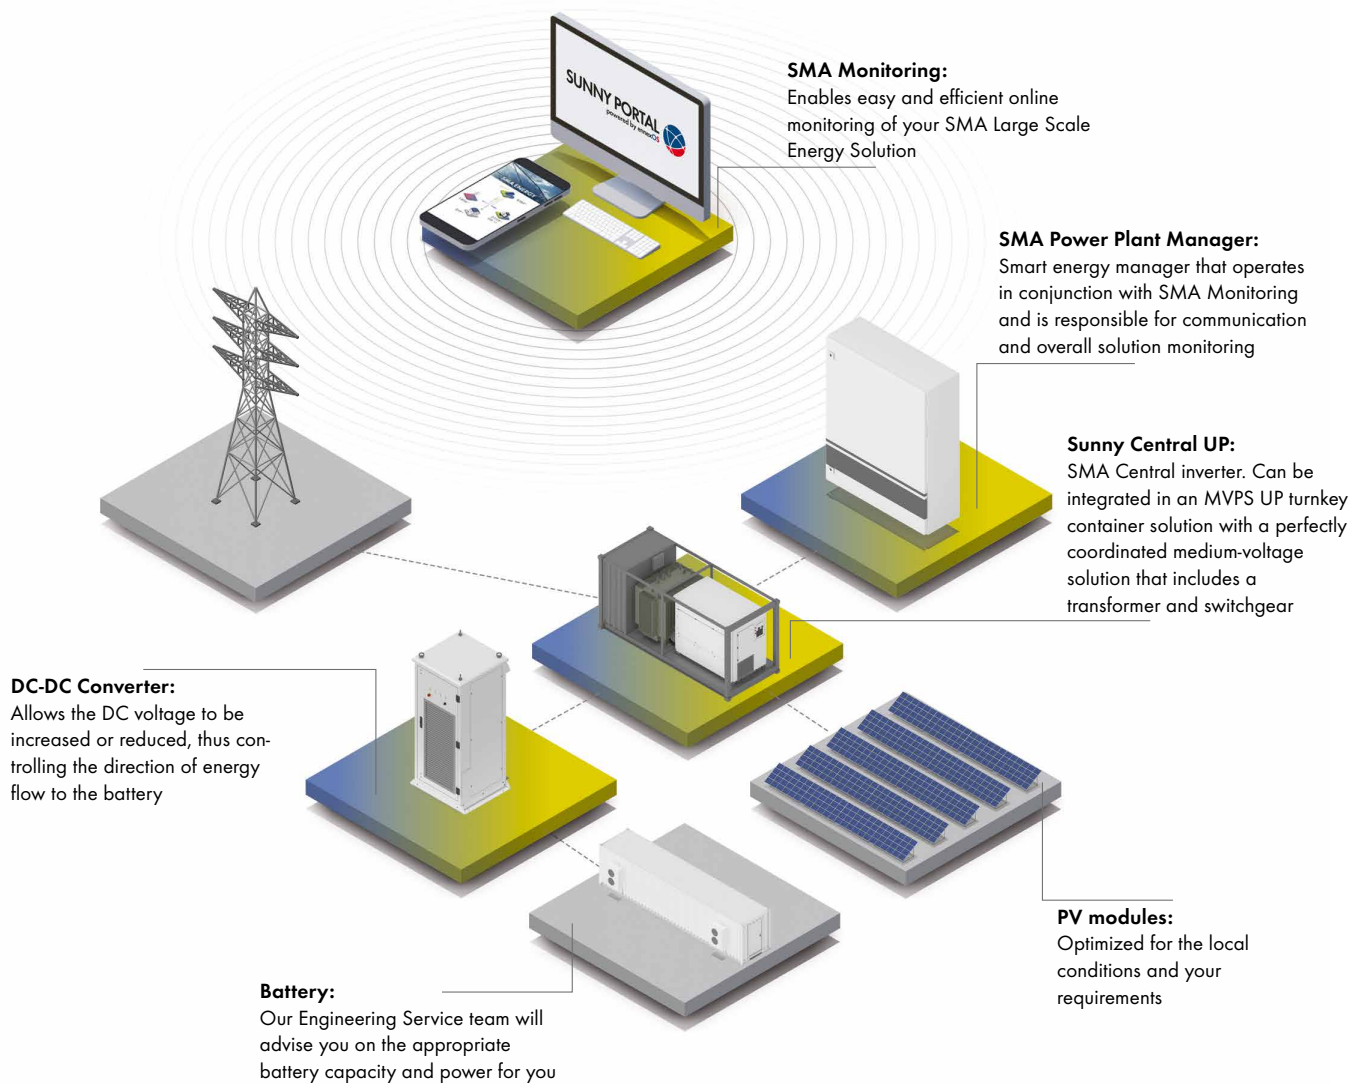 SUNNY PORTAL
powered by ennexOS
SMA ENERGY
SMA Monitoring:
Enables easy and efficient online
monitoring of your SMA Large Scale
Energy Solution
SMA Power Plant Manager:
Smart energy manager that operates
in conjunction with SMA Monitoring
and is responsible for communication
and overall solution monitoring
Sunny Central UP:
SMA Central inverter. Can be
integrated in an MVPS UP turnkey
container solution with a perfectly
coordinated medium-voltage
solution that includes a
transformer and switchgear
DC-DC Converter:
Allows the DC voltage to be
increased or reduced, thus con-
trolling the direction of energy
flow to the battery
PV modules:
Optimized for the local
conditions and your
requirements
Battery:
Our Engineering Service team will
advise you on the appropriate
battery capacity and power for you